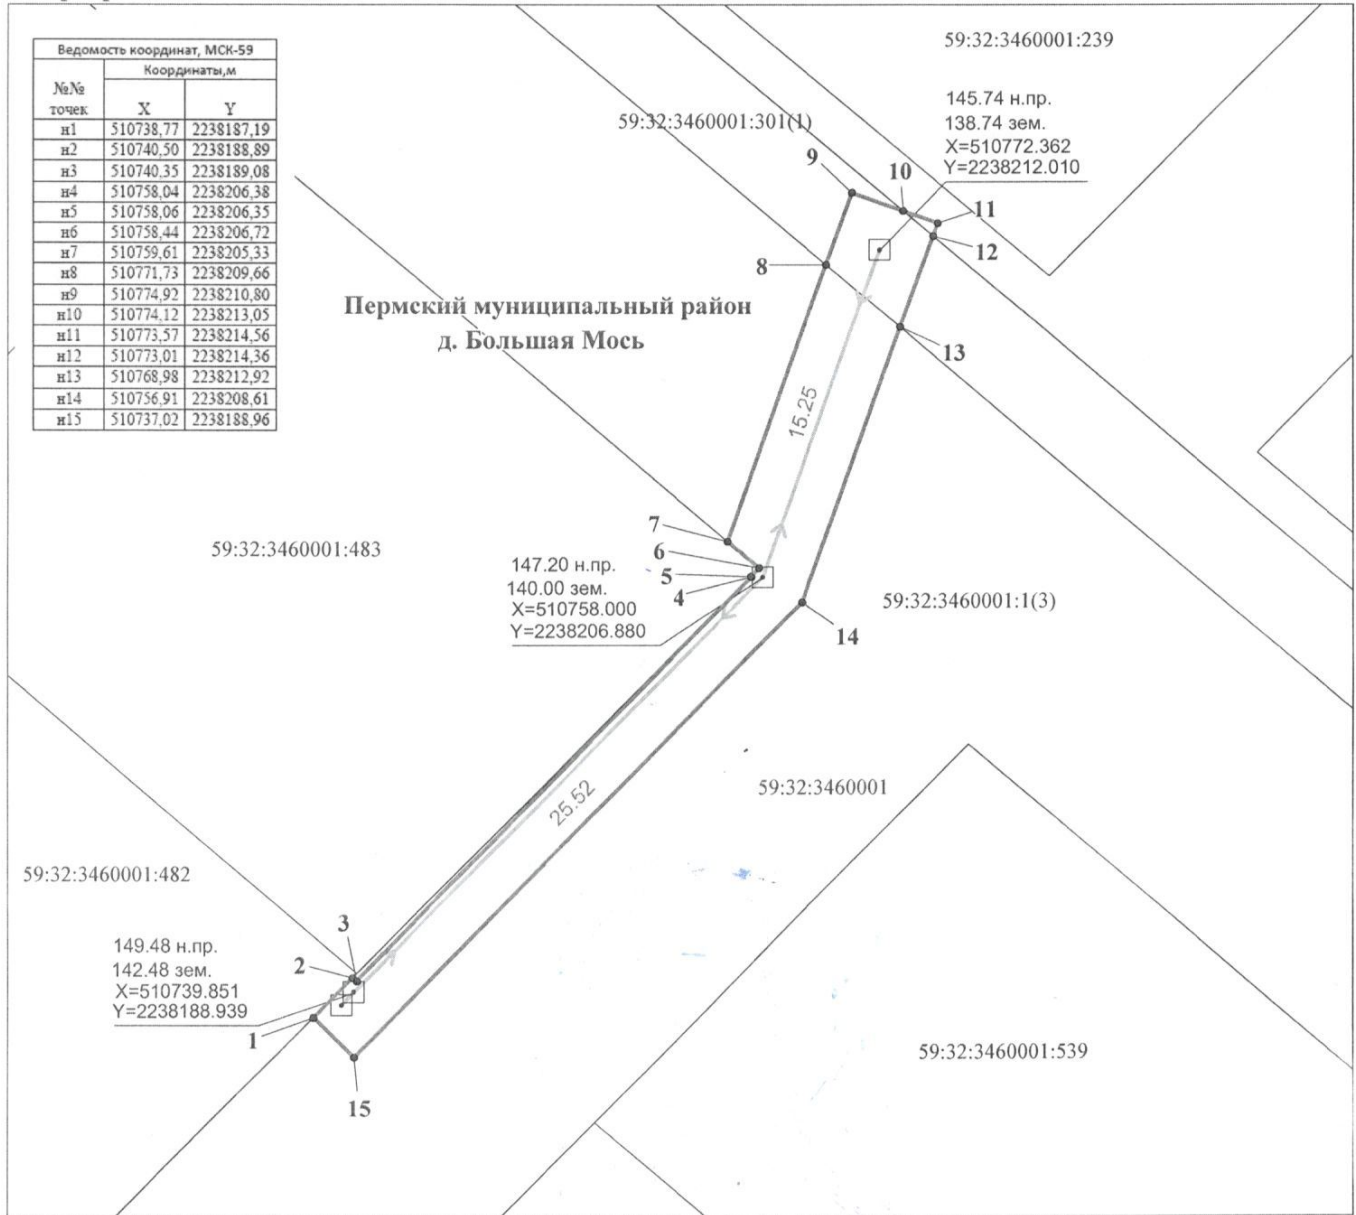 Ведомость координат, МСК-59
№№ точек
Координаты,м
X Y
н1 510738,77 2238187,19
н2 510740,50 2238188,89
н3 510740,35 2238189,08
н4 510758,04 2238206,38
н5 510758,06 2238206,35
н6 510758,44 2238206,72
н7 510759,61 2238205,33
н8 510771,73 2238209,66
н9 510774,92 2238210,80
н10 510774,12 2238213,05
н11 510773,57 2238214,56
н12 510773,01 2238214,36
н13 510768,98 2238212,92
н14 510756,91 2238208,61
н15 510737,02 2238188,96
59:32:3460001:239
145.74 н.пр.
138.74 зем.
X=510772.362
Y=2238212.010
59:32:3460001:301(1)
9
10
11
12
8
13
Пермский муниципальный район
д. Большая Мось
15.25
7
6
5
4
59:32:3460001:483
147.20 н.пр.
140.00 зем.
X=510758.000
Y=2238206.880
59:32:3460001:1(3)
14
59:32:3460001
25.52
59:32:3460001:482
3
2
149.48 н.пр.
142.48 зем.
X=510739.851
Y=2238188.939
1
15
59:32:3460001:539